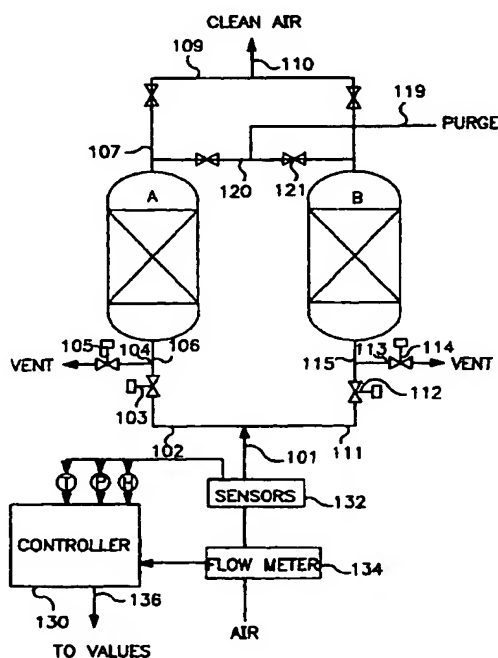 CLEAN AIR
109
110
119
PURGE
107
120
121
A
B
105
104
106
113
114
VENT
115
VENT
103
112
102
101
111
T P H
SENSORS
132
CONTROLLER
FLOW METER
134
130
136
AIR
TO VALUES